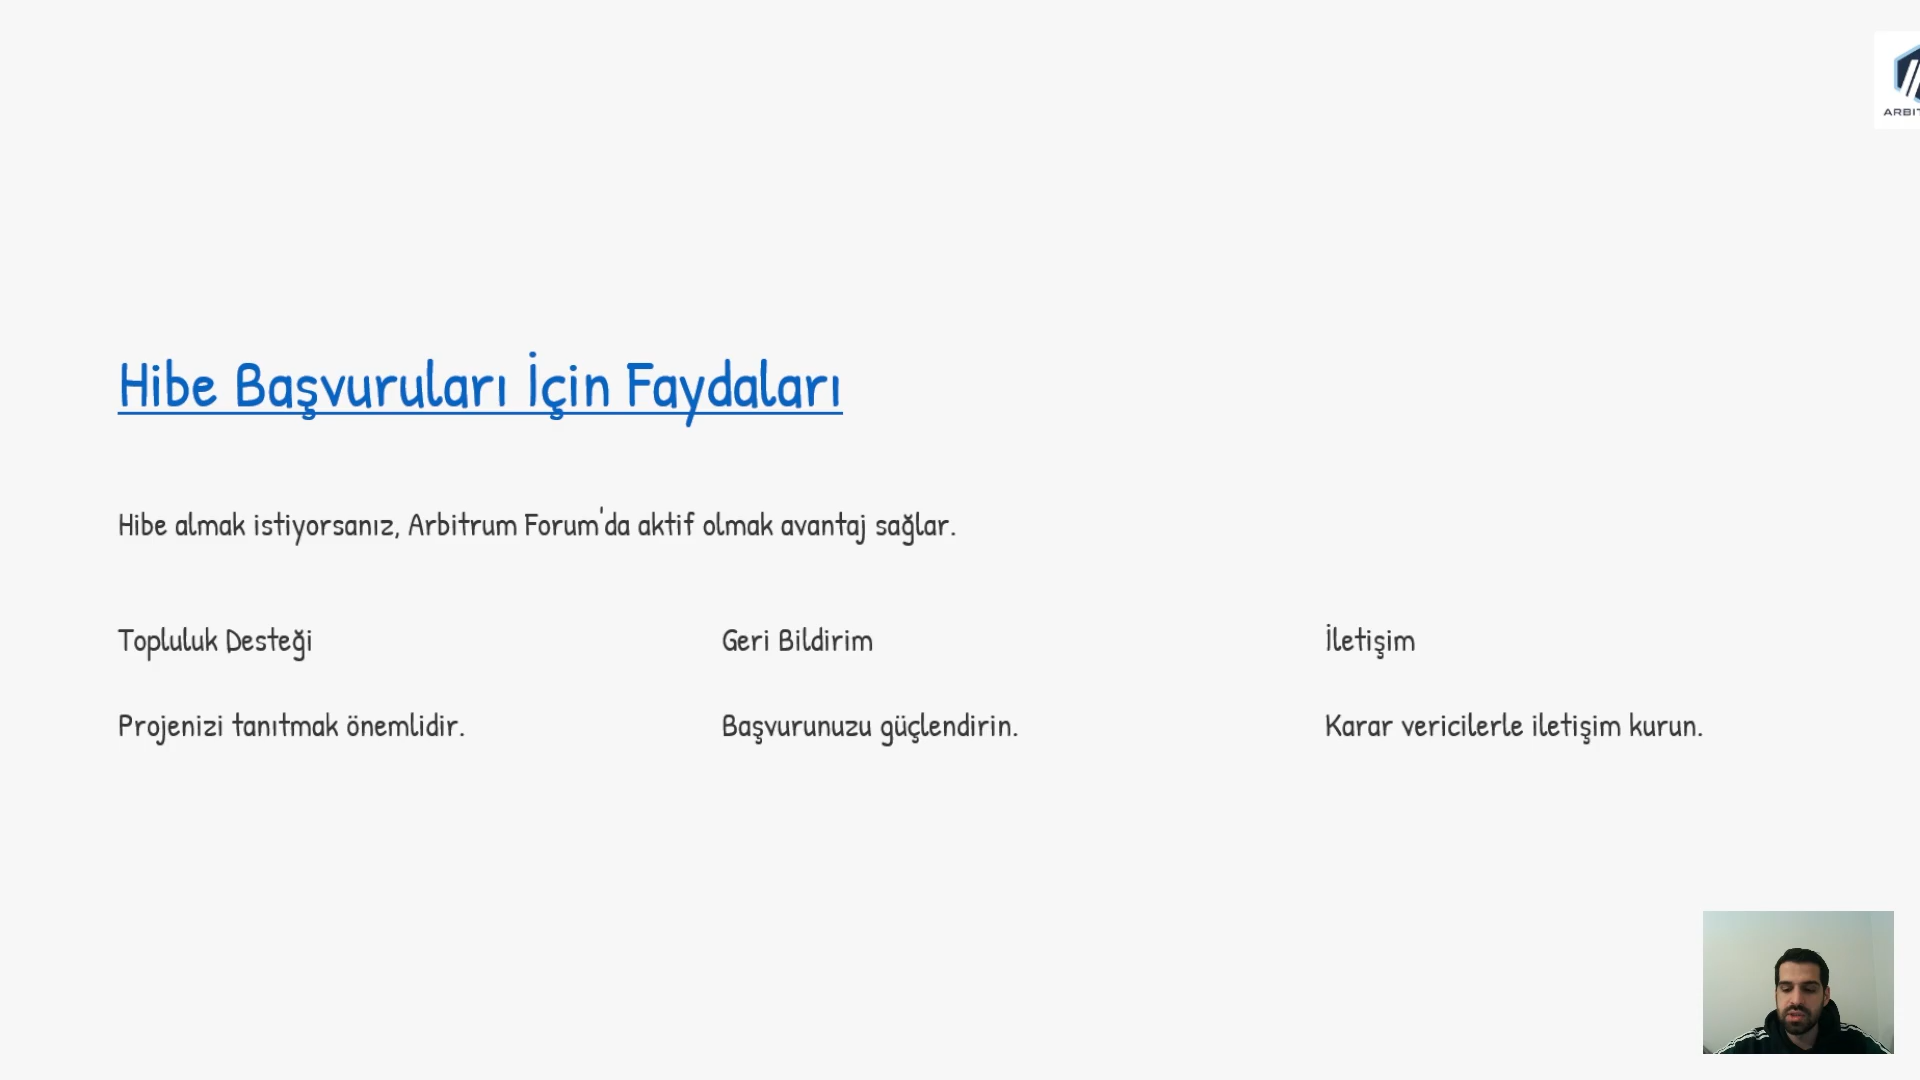 Hibe Başvuruları İçin Faydaları
Hibe almak istiyorsanız, Arbitrum Forum'da aktif olmak avantaj sağlar.
Topluluk Desteği
Geri Bildirim
İletişim
Projenizi tanıtmak önemlidir.
Başvurunuzu güçlendirin.
Karar vericilerle iletişim kurun.